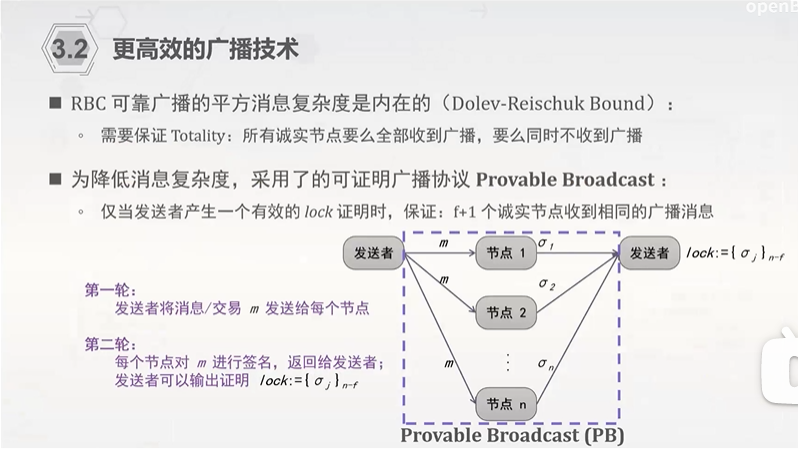 openE
3.2 更高效的广播技术
■ RBC 可靠广播的平方消息复杂度是内在的（Dolev-Reischuk Bound）：
◦ 需要保证 Totality：所有诚实节点要么全部收到广播，要么同时不收到广播
■ 为降低消息复杂度，采用了的可证明广播协议 Provable Broadcast：
◦ 仅当发送者产生一个有效的 lock 证明时，保证：f+1 个诚实节点收到相同的广播消息
发送者 m 节点 1 σ1 发送者 lock:={σj}n-f
第一轮：
发送者将消息/交易 m 发送给每个节点
m 节点 2 σ2
第二轮：
每个节点对 m 进行签名，返回给发送者；
发送者可以输出证明 lock:={σj}n-f
m ⋮ σn
节点 n
Provable Broadcast (PB)